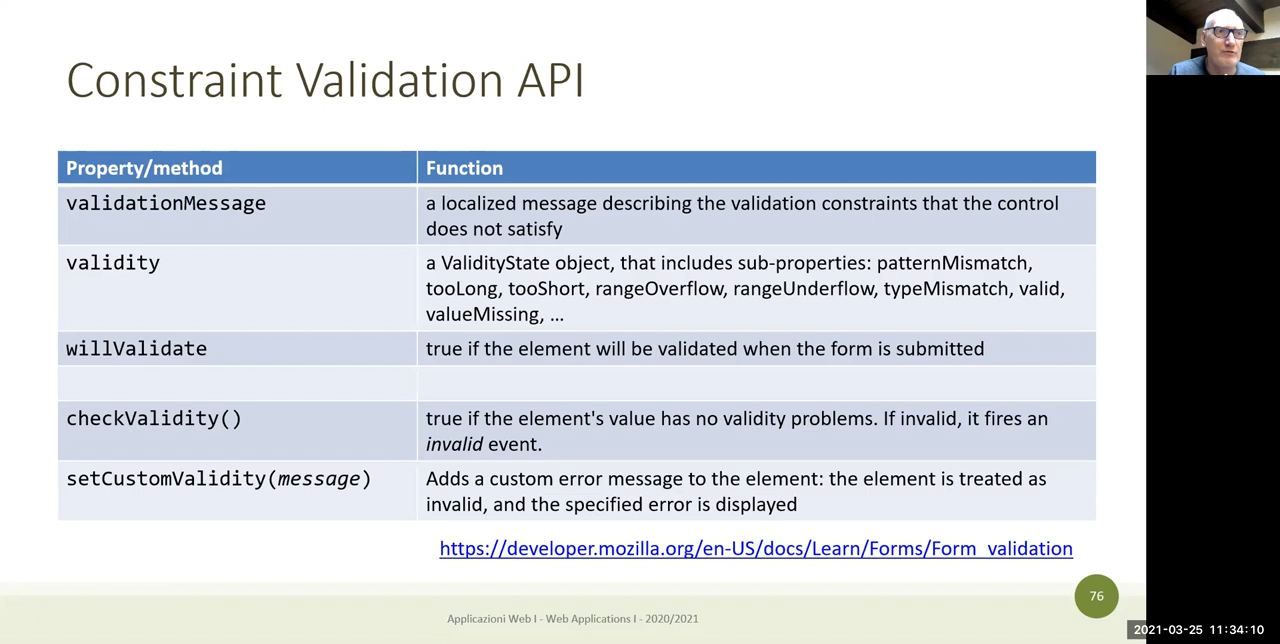 Constraint Validation API
Property/method
Function
validationMessage
a localized message describing the validation constraints that the control
does not satisfy
validity
a ValidityState object, that includes sub-properties: patternMismatch,
tooLong, tooShort, rangeOverflow, rangeUnderflow, typeMismatch, valid,
valueMissing, …
willValidate
true if the element will be validated when the form is submitted
checkValidity()
true if the element's value has no validity problems. If invalid, it fires an
invalid event.
setCustomValidity(message)
Adds a custom error message to the element: the element is treated as
invalid, and the specified error is displayed
https://developer.mozilla.org/en-US/docs/Learn/Forms/Form_validation
76
Applicazioni Web I - Web Applications I - 2020/2021
2021-03-25 11:34:10